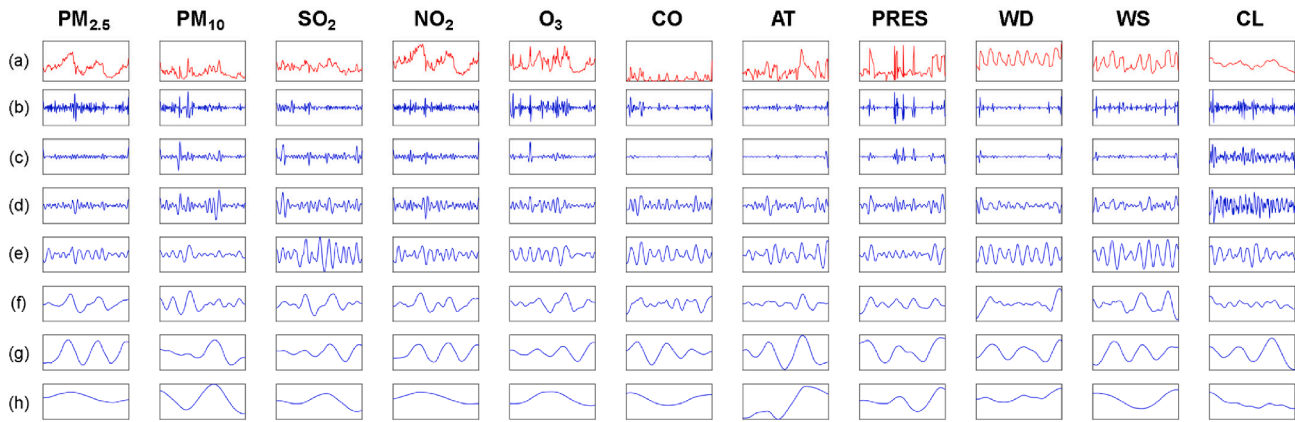 PM2.5 PM10 SO2 NO2 O3 CO AT PRES WD WS CL
(a)
(b)
(c)
(d)
(e)
(f)
(g)
(h)